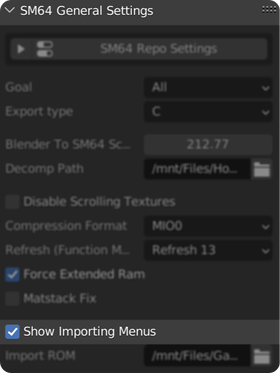 SM64 General Settings
SM64 Repo Settings
Goal All
Export type C
Blender To SM64 Sc... 212.77
Decomp Path /mnt/Files/Ho...
Disable Scrolling Textures
Compression Format MIO0
Refresh (Function M... Refresh 13
Force Extended Ram
Matstack Fix
Show Importing Menus
Import ROM /mnt/Files/Ga...